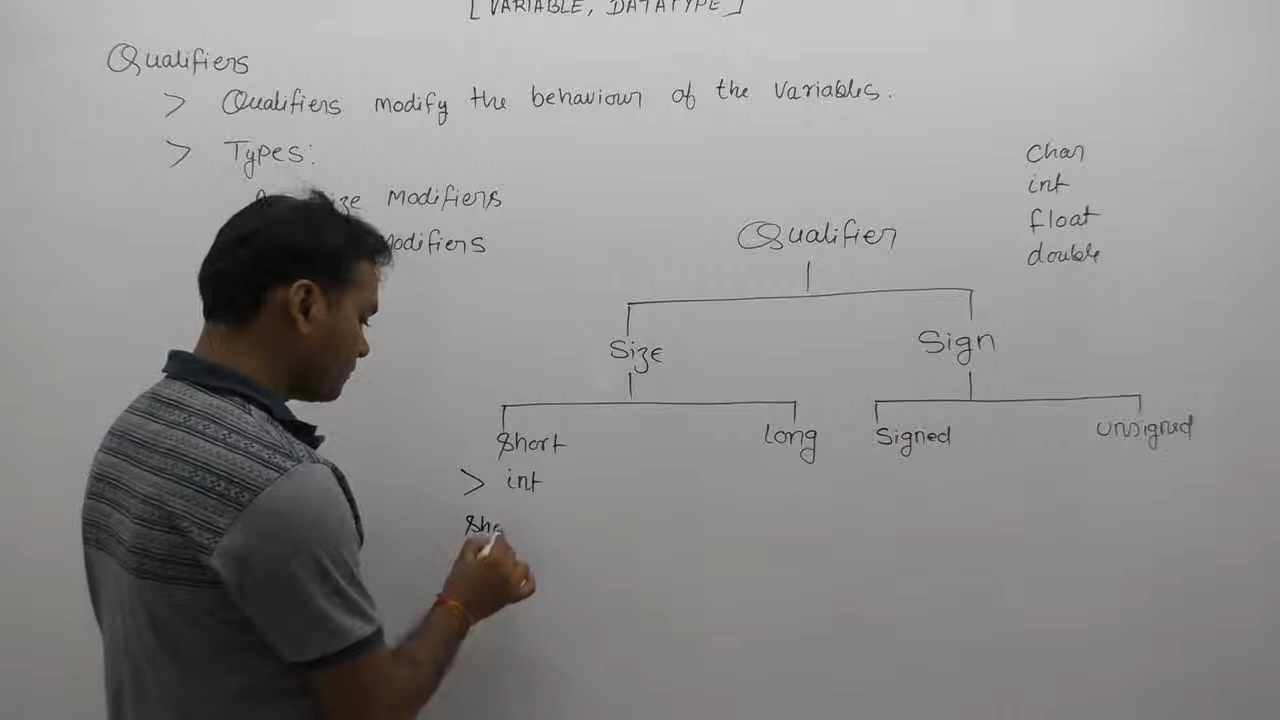 [VARIABLE, DATATYPE]
Qualifiers
> Qualifiers modify the behaviour of the variables.
> Types:
Modifiers
Modifiers
char
int
float
double
Qualifier
Size
Sign
Short
Long
Signed
unsigned
> int